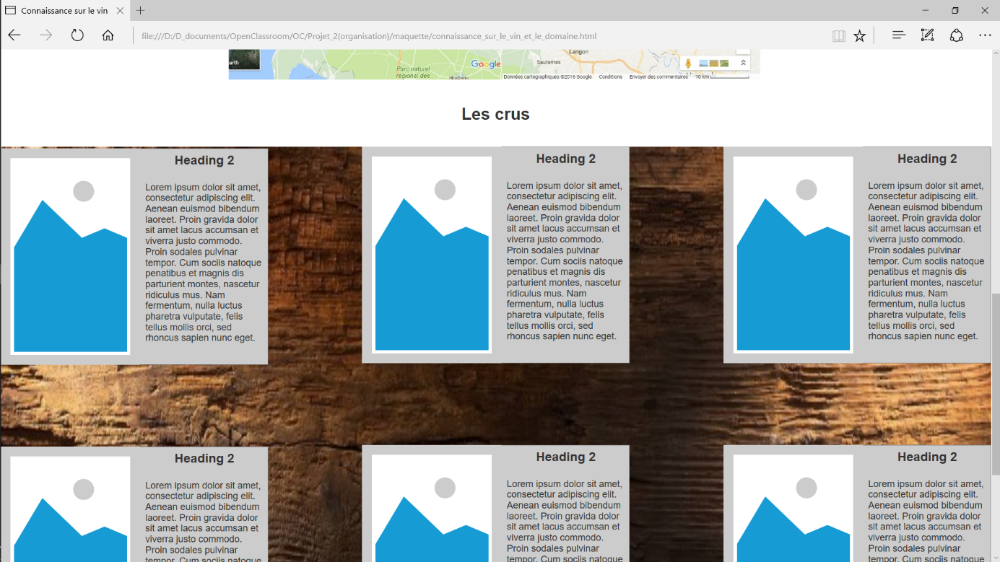 Connaissance sur le vin
file:///D:/D_documents/OpenClassroom/OC/Projet_2(organisation)/maquette/connaissance_sur_le_vin_et_le_domaine.html
arth
Parc naturel
régional des
Hostens
Google
Langon
Sauternes
Données cartographiques ©2016 Google Conditions Envoyer des commentaires 10 km
Les crus
Heading 2
Lorem ipsum dolor sit amet,
consectetur adipiscing elit.
Aenean euismod bibendum
laoreet. Proin gravida dolor
sit amet lacus accumsan et
viverra justo commodo.
Proin sodales pulvinar
tempor. Cum sociis natoque
penatibus et magnis dis
parturient montes, nascetur
ridiculus mus. Nam
fermentum, nulla luctus
pharetra vulputate, felis
tellus mollis orci, sed
rhoncus sapien nunc eget.
Heading 2
Lorem ipsum dolor sit amet,
consectetur adipiscing elit.
Aenean euismod bibendum
laoreet. Proin gravida dolor
sit amet lacus accumsan et
viverra justo commodo.
Proin sodales pulvinar
tempor. Cum sociis natoque
penatibus et magnis dis
parturient montes, nascetur
ridiculus mus. Nam
fermentum, nulla luctus
pharetra vulputate, felis
tellus mollis orci, sed
rhoncus sapien nunc eget.
Heading 2
Lorem ipsum dolor sit amet,
consectetur adipiscing elit.
Aenean euismod bibendum
laoreet. Proin gravida dolor
sit amet lacus accumsan et
viverra justo commodo.
Proin sodales pulvinar
tempor. Cum sociis natoque
penatibus et magnis dis
parturient montes, nascetur
ridiculus mus. Nam
fermentum, nulla luctus
pharetra vulputate, felis
tellus mollis orci, sed
rhoncus sapien nunc eget.
Heading 2
Lorem ipsum dolor sit amet,
consectetur adipiscing elit.
Aenean euismod bibendum
laoreet. Proin gravida dolor
sit amet lacus accumsan et
viverra justo commodo.
Proin sodales pulvinar
tempor. Cum sociis natoque
Heading 2
Lorem ipsum dolor sit amet,
consectetur adipiscing elit.
Aenean euismod bibendum
laoreet. Proin gravida dolor
sit amet lacus accumsan et
viverra justo commodo.
Proin sodales pulvinar
tempor. Cum sociis natoque
Heading 2
Lorem ipsum dolor sit amet,
consectetur adipiscing elit.
Aenean euismod bibendum
laoreet. Proin gravida dolor
sit amet lacus accumsan et
viverra justo commodo.
Proin sodales pulvinar
tempor. Cum sociis natoque